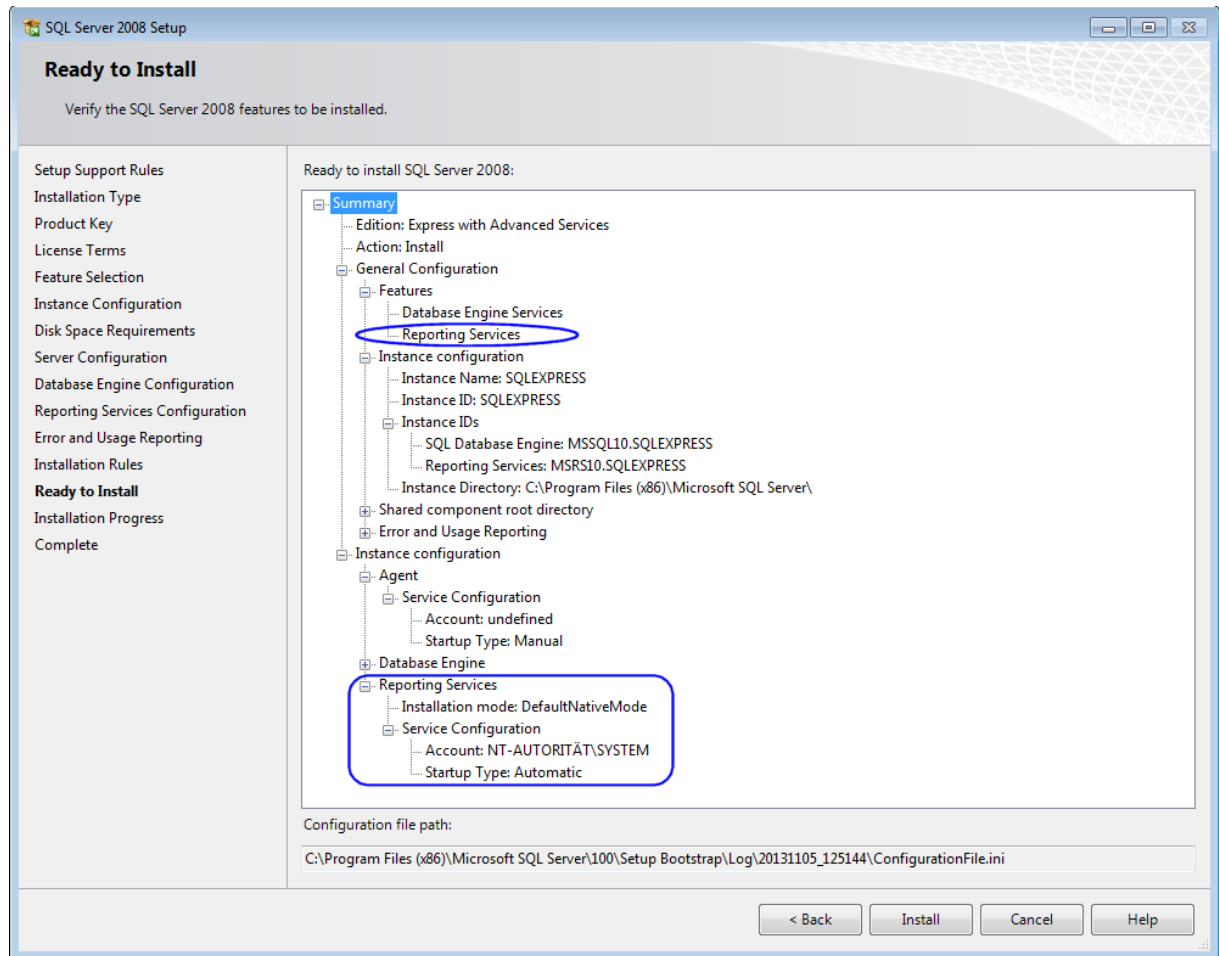 SQL Server 2008 Setup
Ready to Install
Verify the SQL Server 2008 features to be installed.
Setup Support Rules
Installation Type
Product Key
License Terms
Feature Selection
Instance Configuration
Disk Space Requirements
Server Configuration
Database Engine Configuration
Reporting Services Configuration
Error and Usage Reporting
Installation Rules
Ready to Install
Installation Progress
Complete
Ready to install SQL Server 2008:
Summary
Edition: Express with Advanced Services
Action: Install
General Configuration
Features
Database Engine Services
Reporting Services
Instance configuration
Instance Name: SQLEXPRESS
Instance ID: SQLEXPRESS
Instance IDs
SQL Database Engine: MSSQL10.SQLEXPRESS
Reporting Services: MSRS10.SQLEXPRESS
Instance Directory: C:\Program Files (x86)\Microsoft SQL Server\
Shared component root directory
Error and Usage Reporting
Instance configuration
Agent
Service Configuration
Account: undefined
Startup Type: Manual
Database Engine
Reporting Services
Installation mode: DefaultNativeMode
Service Configuration
Account: NT-AUTORITÄT\SYSTEM
Startup Type: Automatic
Configuration file path:
C:\Program Files (x86)\Microsoft SQL Server\100\Setup Bootstrap\Log\20131105_125144\ConfigurationFile.ini
< Back
Install
Cancel
Help